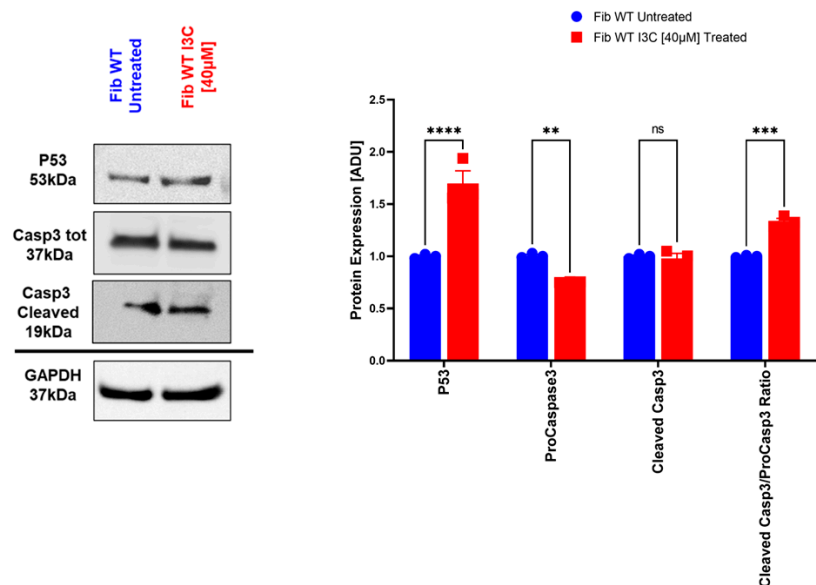 Fib WT
Untreated
Fib WT I3C
[40µM]
P53
53kDa
Casp3 tot
37kDa
Casp3
Cleaved
19kDa
GAPDH
37kDa
Fib WT Untreated
Fib WT I3C [40µM] Treated
Protein Expression [ADU]
2.5
2.0
1.5
1.0
0.5
0.0
****
**
ns
***
P53
ProCaspase3
Cleaved Casp3
Cleaved Casp3/ProCasp3 Ratio